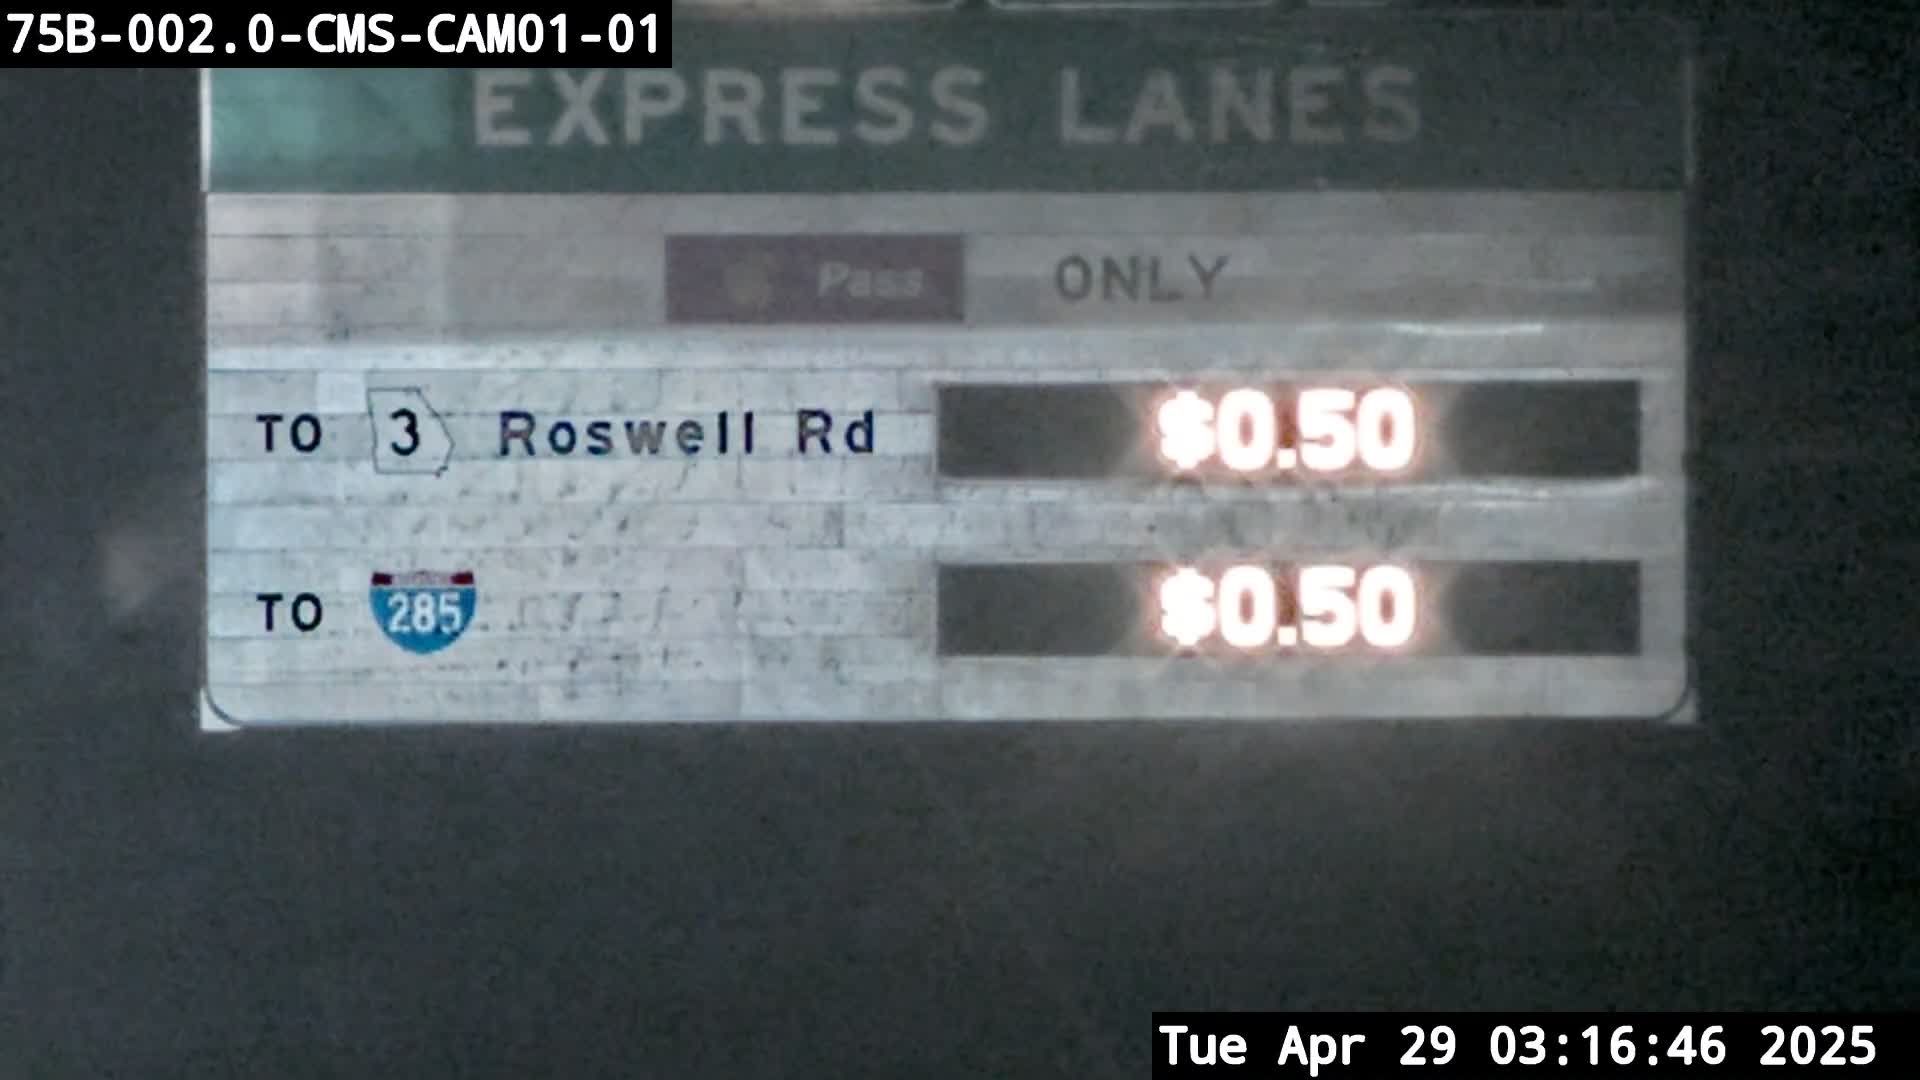 75B-002.0-CMS-CAM01-01
EXPRESS LANES
Pass ONLY
TO 3 Roswell Rd $0.50
TO 285 $0.50
Tue Apr 29 03:16:46 2025